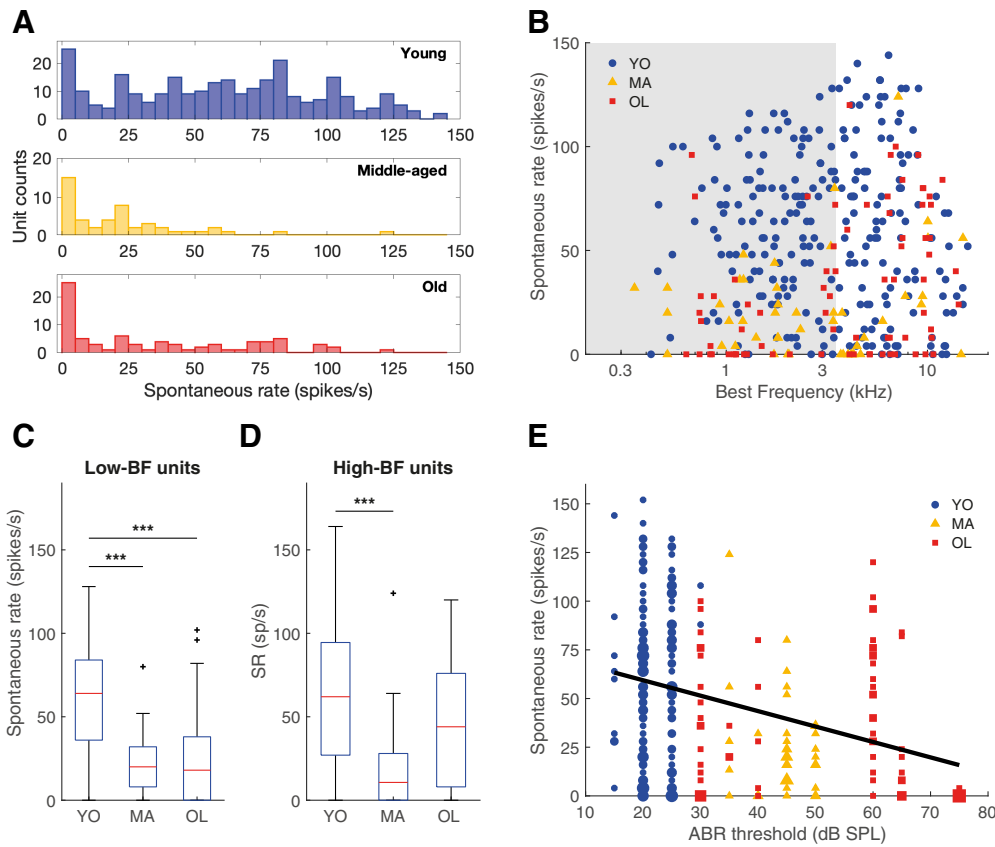 A
Young
20
10
0
0 25 50 75 100 125 150
Middle-aged
20
10
0
0 25 50 75 100 125 150
Unit counts
Old
20
10
0
0 25 50 75 100 125 150
Spontaneous rate (spikes/s)
B
YO
MA
OL
150
100
50
0
Spontaneous rate (spikes/s)
0.3 1 3 10
Best Frequency (kHz)
C
Low-BF units
***
***
150
100
50
0
Spontaneous rate (spikes/s)
YO MA OL
D
High-BF units
***
150
100
50
0
SR (sp/s)
YO MA OL
E
YO
MA
OL
150
125
100
75
50
25
0
Spontaneous rate (spikes/s)
10 20 30 40 50 60 70 80
ABR threshold (dB SPL)